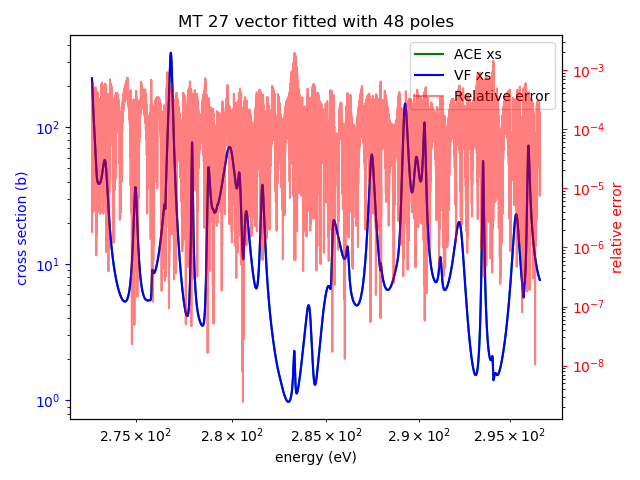 MT 27 vector fitted with 48 poles
ACE xs
VF xs
Relative error
cross section (b)
10²
10¹
10⁰
relative error
10⁻³
10⁻⁴
10⁻⁵
10⁻⁶
10⁻⁷
10⁻⁸
2.75 × 10² 2.8 × 10² 2.85 × 10² 2.9 × 10² 2.95 × 10²
energy (eV)